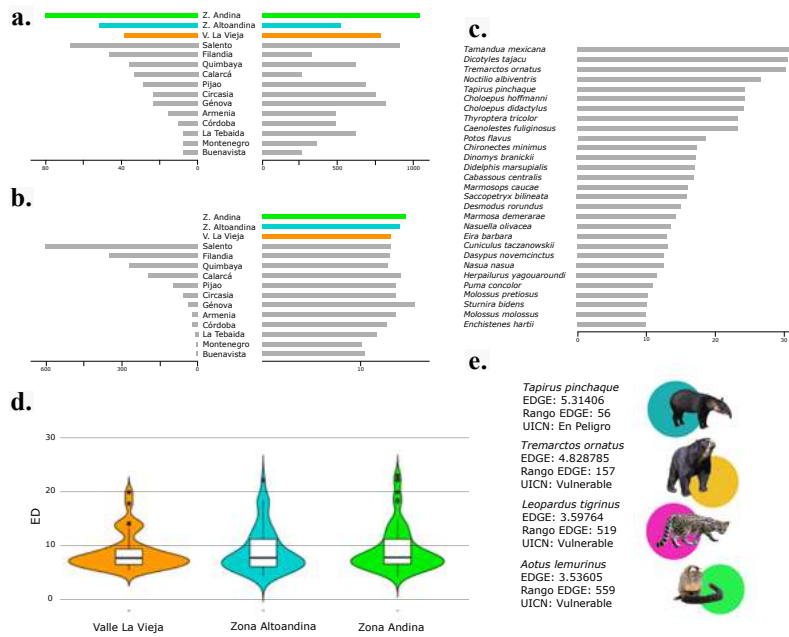 a.
Z. Andina
Z. Altoandina
V. La Vieja
Salento
Filandia
Quimbaya
Calarcá
Pijao
Circasia
Génova
Armenia
Córdoba
La Tebaida
Montenegro
Buenavista
80 40 0 0 500 1000
b.
Z. Andina
Z. Altoandina
V. La Vieja
Salento
Filandia
Quimbaya
Calarcá
Pijao
Circasia
Génova
Armenia
Córdoba
La Tebaida
Montenegro
Buenavista
600 300 0 10
c.
Tamandua mexicana
Dicotyles tajacu
Tremarctos ornatus
Noctilio albiventris
Tapirus pinchaque
Choloepus hoffmanni
Choloepus didactylus
Thyroptera tricolor
Caenolestes fuliginosus
Potos flavus
Chironectes minimus
Dinomys branickii
Didelphis marsupialis
Cabassous centralis
Marmosops caucae
Saccopetryx bilineata
Desmodus rorundus
Marmosa demerarae
Nasuella olivacea
Eira barbara
Cuniculus taczanowskii
Dasypus novemcinctus
Nasua nasua
Herpailurus yagouaroundi
Puma concolor
Molossus pretiosus
Sturnira bidens
Molossus molossus
Enchistenes hartii
0 10 20 30
d.
ED
30
20
10
0
Valle La Vieja Zona Altoandina Zona Andina
e.
Tapirus pinchaque
EDGE: 5.31406
Rango EDGE: 56
UICN: En Peligro
Tremarctos ornatus
EDGE: 4.828785
Rango EDGE: 157
UICN: Vulnerable
Leopardus tigrinus
EDGE: 3.59764
Rango EDGE: 519
UICN: Vulnerable
Aotus lemurinus
EDGE: 3.53605
Rango EDGE: 559
UICN: Vulnerable